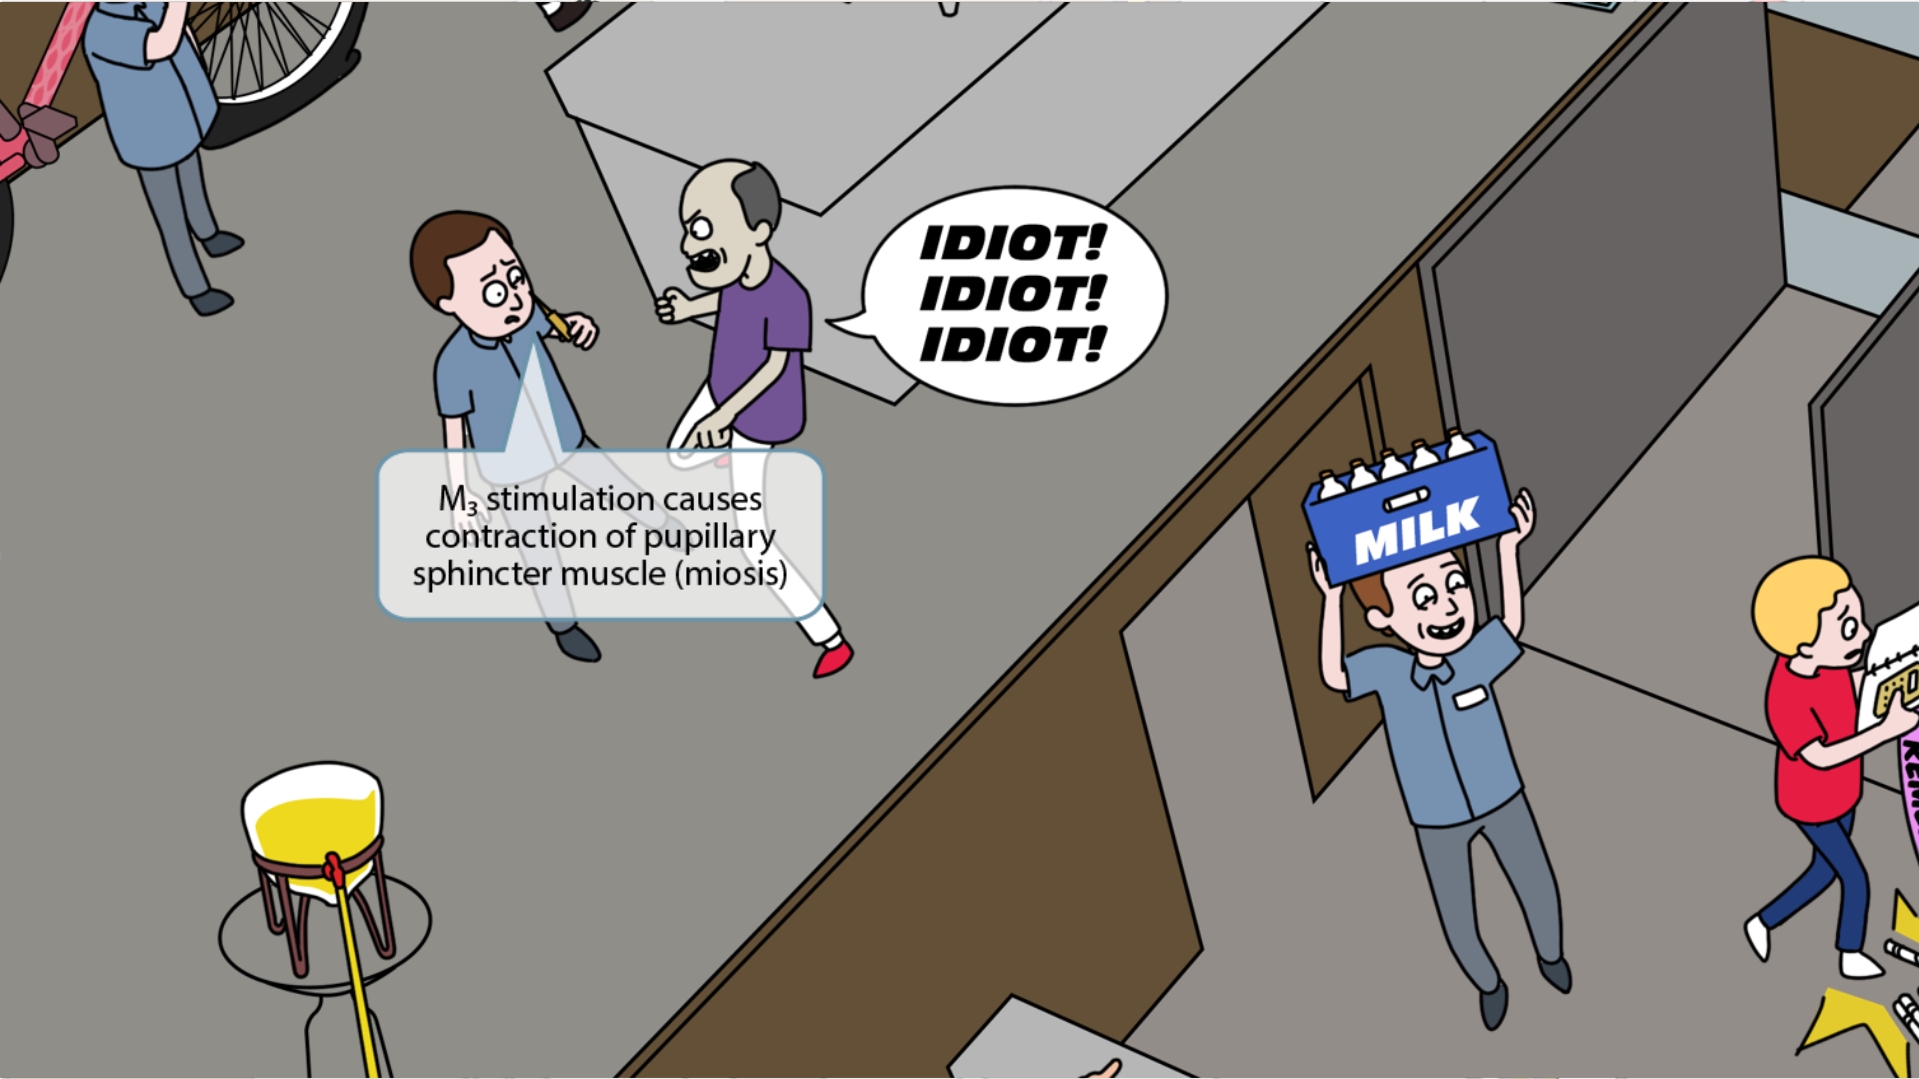 IDIOT!
IDIOT!
IDIOT!
M₃ stimulation causes
contraction of pupillary
sphincter muscle (miosis)
MILK